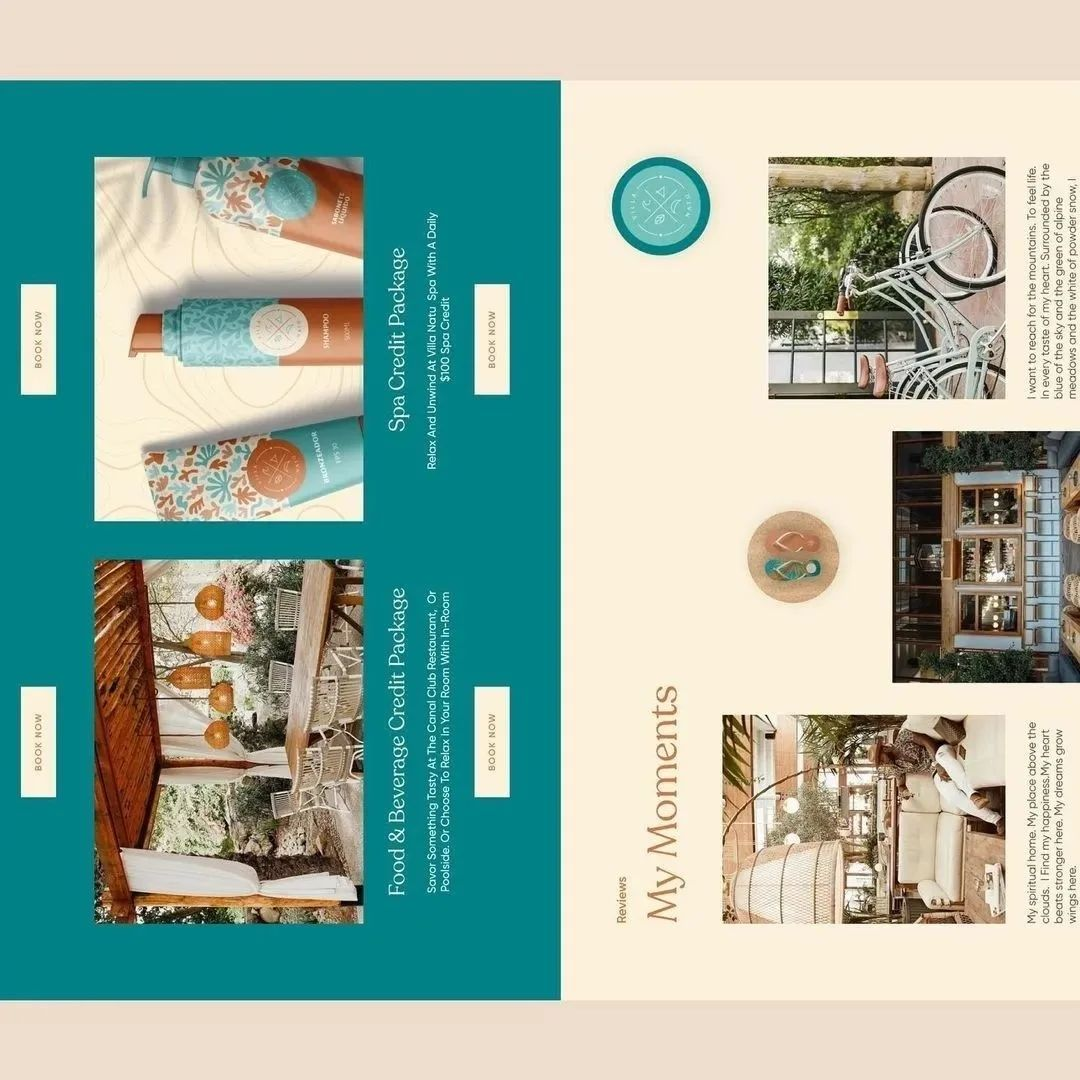 BOOK NOW
BOOK NOW
BRONZEADOR
FPS 30
SHAMPOO
500ML
SABONETE
LÍQUIDO
Food & Beverage Credit Package
Savor Something Tasty At The Canal Club Restaurant, Or
Poolside. Or Choose To Relax In Your Room With In-Room
BOOK NOW
Spa Credit Package
Relax And Unwind At Villa Natu Spa With A Daily
$100 Spa Credit
BOOK NOW
Reviews
My Moments
VILLA
NATÚ
My spiritual home. My place above the
clouds. I Find my happiness.My heart
beats stronger here. My dreams grow
wings here.
I want to reach for the mountains. To feel life.
In every taste of my heart. Surrounded by the
blue of the sky and the green of alpine
meadows and the white of powder snow, I